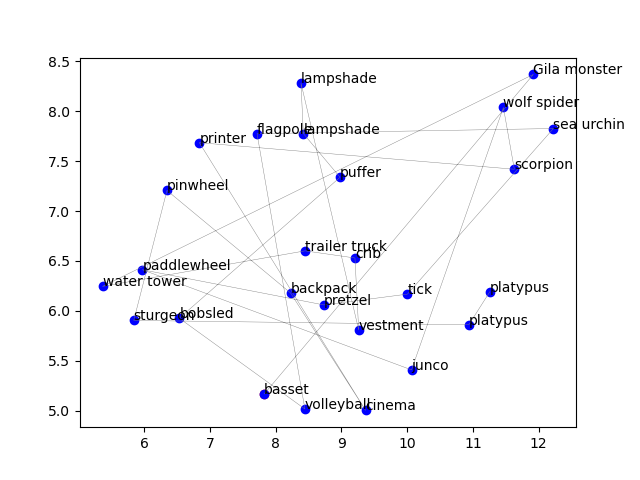 8.5
8.0
7.5
7.0
6.5
6.0
5.5
5.0
6 7 8 9 10 11 12
Gila monster
lampshade
wolf spider
sea urchin
flagpole
lampshade
printer
scorpion
puffer
pinwheel
trailer truck
crib
paddlewheel
water tower
backpack
tick
platypus
pretzel
sturgeon
bobsled
vestment
platypus
junco
basset
volleyball
cinema